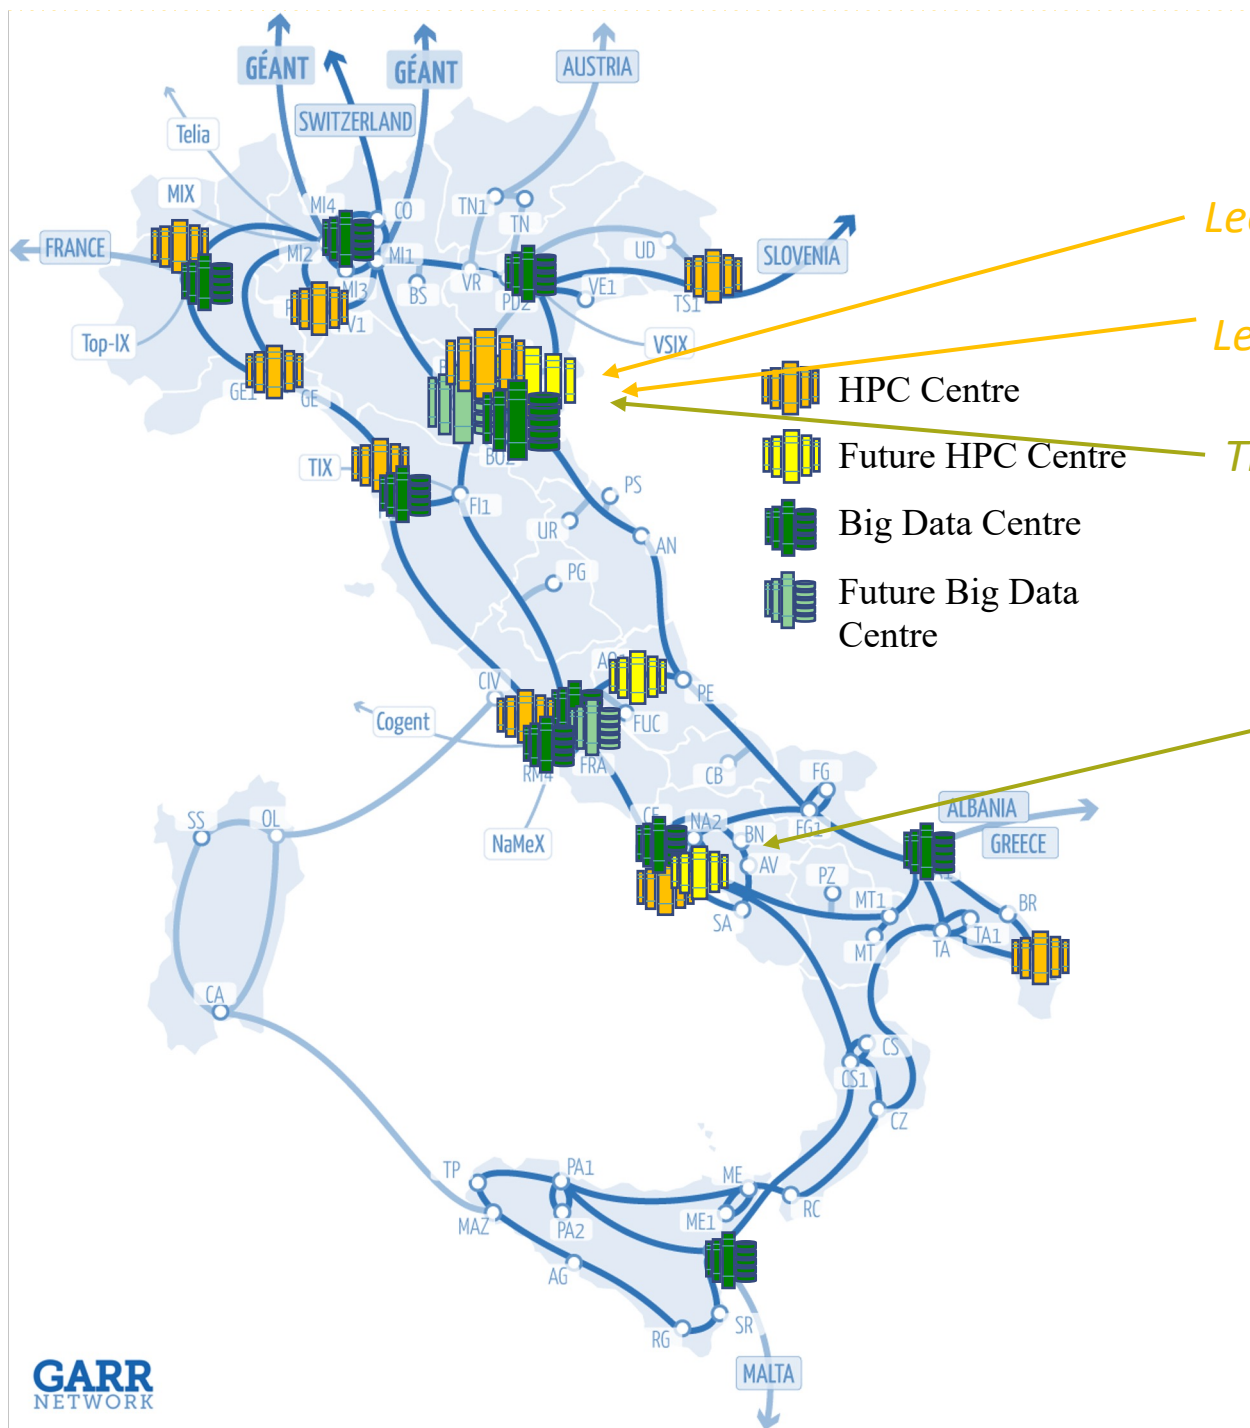 GÉANT
GÉANT
AUSTRIA
SWITZERLAND
Telia
MIX
MI4
CO
TN1
TN
UD
FRANCE
MI2
MI1
SLOVENIA
MI3
BS
VR
PD2
VE1
TS1
Top-IX
VSIX
GE1
GE
HPC Centre
Future HPC Centre
TIX
BO2
FI1
PS
UR
AN
Big Data Centre
PG
Future Big Data
Centre
CIV
PE
Cogent
FUC
RM4
FRA
CB
FG
SS
OL
NaMeX
NA2
BN
FG1
ALBANIA
GREECE
AV
PZ
MT1
BR
SA
MT
TA
TA1
CA
CS
CS1
CZ
TP
PA1
ME
MAZ
PA2
ME1
RC
AG
RG
SR
MALTA
GARR
NETWORK